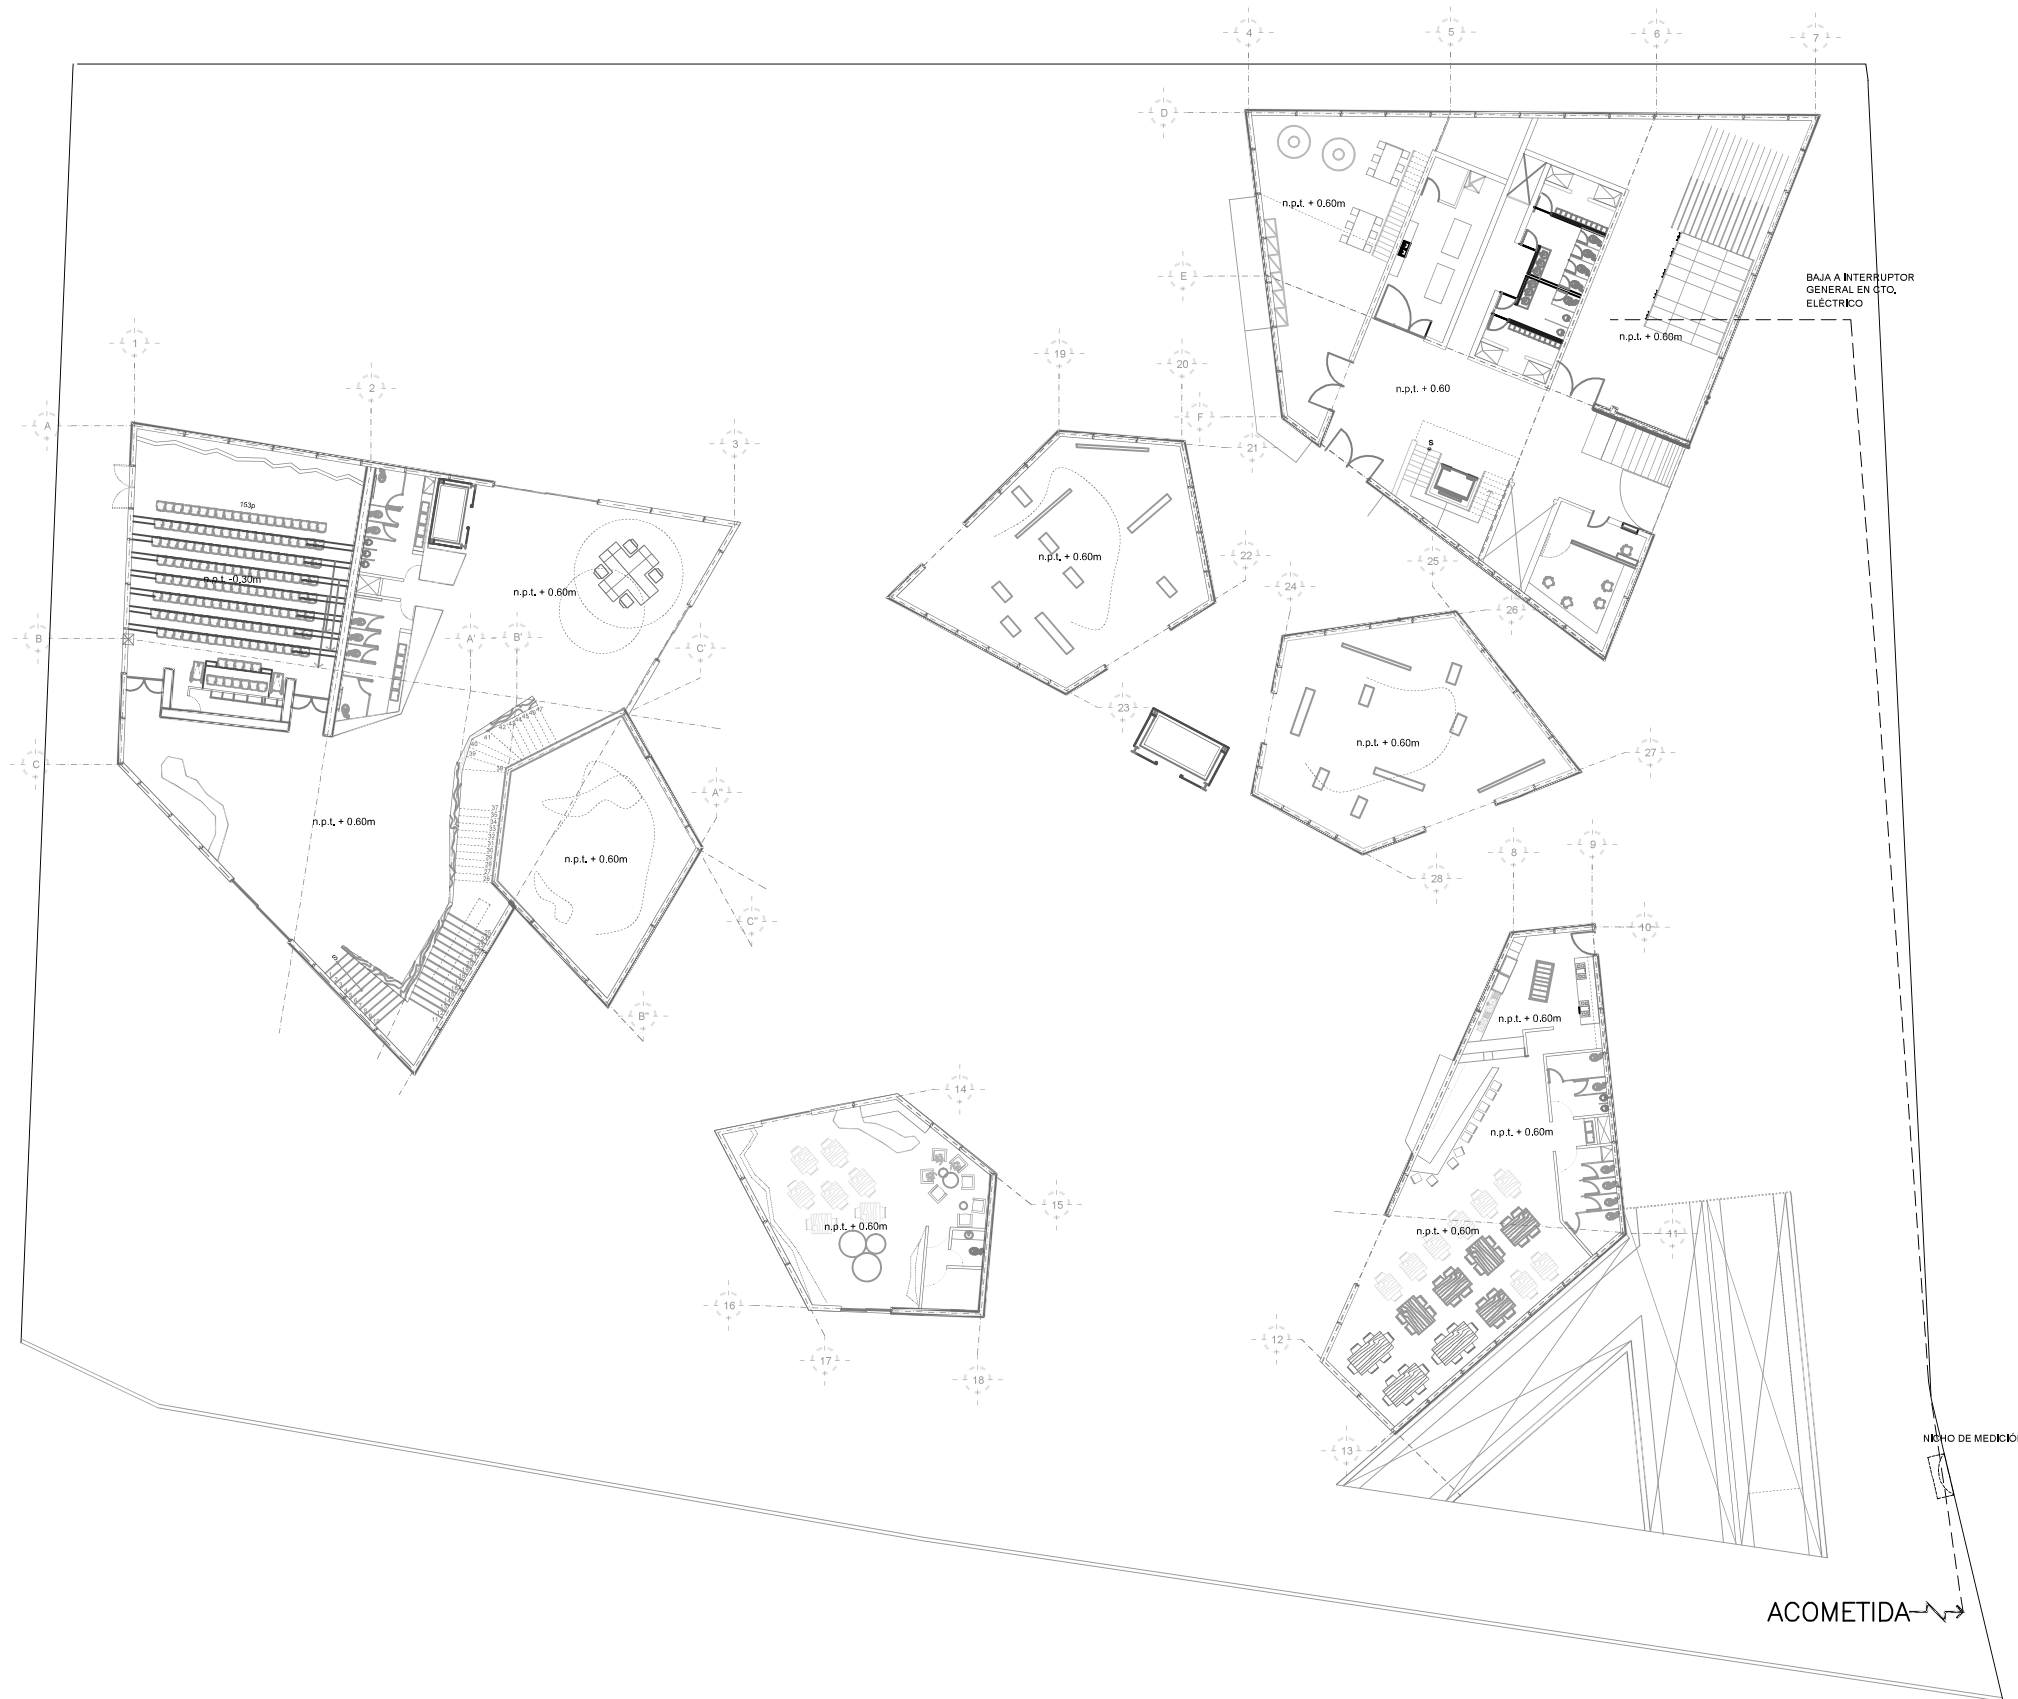 4
5
6
7
D
n.p.t. + 0.60m
E
BAJA A INTERRUPTOR
GENERAL EN CTO.
ELÉCTRICO
n.p.t. + 0.60m
1
19
20
2
n.p.t. + 0.60
F
A
3
21
S
153p
22
n.p.t. + 0.60m
25
n.p.t. -0.30m
24
n.p.t. + 0.60m
26
B
A'
B'
C'
23
n.p.t. + 0.60m
27
C
A"
n.p.t. + 0.60m
n.p.t. + 0.60m
8
9
28
C"
10
B"
n.p.t. + 0.60m
14
n.p.t. + 0.60m
15
n.p.t. + 0.60m
n.p.t. + 0.60m
11
16
12
17
18
13
NICHO DE MEDICIÓN
ACOMETIDA